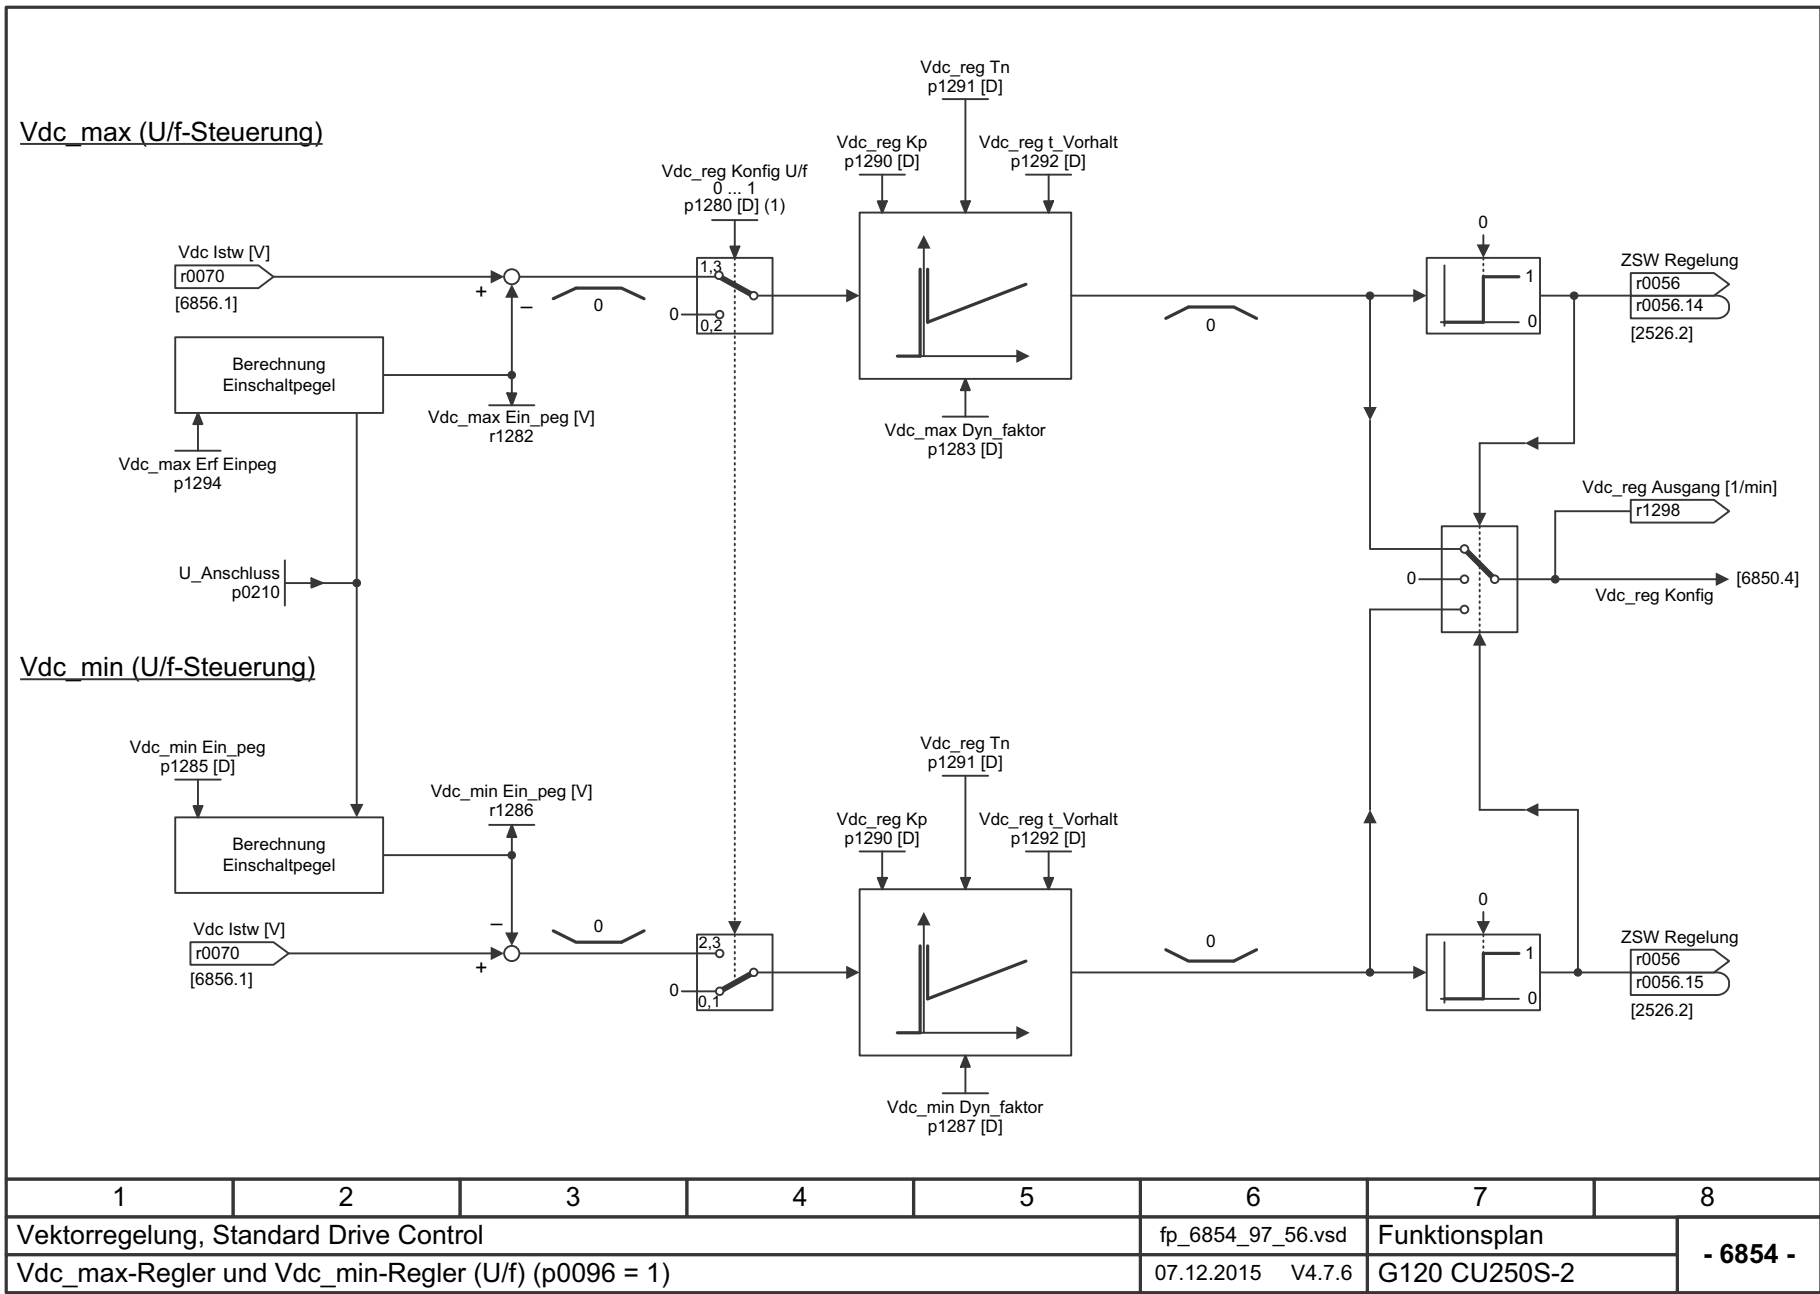 Vdc_max (U/f-Steuerung)
Vdc_reg Tn
p1291 [D]
Vdc_reg Kp
p1290 [D]
Vdc_reg t_Vorhalt
p1292 [D]
Vdc_reg Konfig U/f
0 ... 1
p1280 [D] (1)
Vdc Istw [V]
r0070
[6856.1]
+
–
0
1,3
0
0,2
0
0
1
0
ZSW Regelung
r0056
r0056.14
[2526.2]
Berechnung
Einschaltpegel
Vdc_max Ein_peg [V]
r1282
Vdc_max Erf Einpeg
p1294
Vdc_max Dyn_faktor
p1283 [D]
Vdc_reg Ausgang [1/min]
r1298
U_Anschluss
p0210
0
[6850.4]
Vdc_reg Konfig
Vdc_min (U/f-Steuerung)
Vdc_min Ein_peg
p1285 [D]
Vdc_min Ein_peg [V]
r1286
Vdc_reg Tn
p1291 [D]
Vdc_reg Kp
p1290 [D]
Vdc_reg t_Vorhalt
p1292 [D]
Berechnung
Einschaltpegel
Vdc Istw [V]
r0070
[6856.1]
–
+
0
2,3
0
0,1
0
0
1
0
ZSW Regelung
r0056
r0056.15
[2526.2]
Vdc_min Dyn_faktor
p1287 [D]
1 2 3 4 5 6 7 8
Vektorregelung, Standard Drive Control fp_6854_97_56.vsd Funktionsplan
- 6854 -
Vdc_max-Regler und Vdc_min-Regler (U/f) (p0096 = 1) 07.12.2015 V4.7.6 G120 CU250S-2